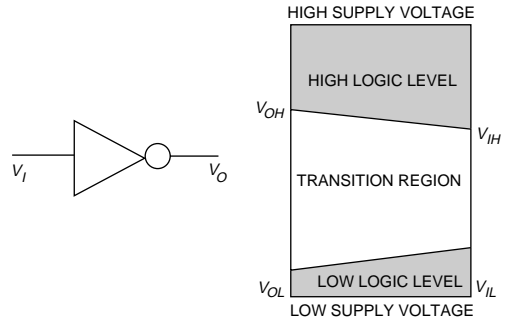 HIGH SUPPLY VOLTAGE
HIGH LOGIC LEVEL
VOH
VIH
VI
VO
TRANSITION REGION
LOW LOGIC LEVEL
VOL
VIL
LOW SUPPLY VOLTAGE